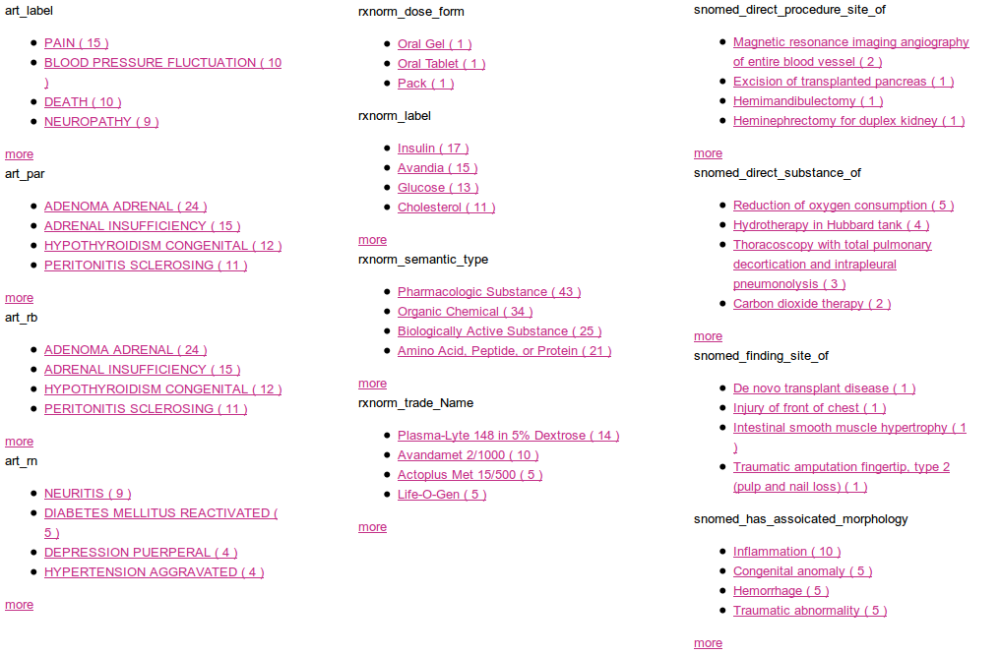 art_label
PAIN ( 15 )
BLOOD PRESSURE FLUCTUATION ( 10
)
DEATH ( 10 )
NEUROPATHY ( 9 )
more
art_par
ADENOMA ADRENAL ( 24 )
ADRENAL INSUFFICIENCY ( 15 )
HYPOTHYROIDISM CONGENITAL ( 12 )
PERITONITIS SCLEROSING ( 11 )
more
art_rb
ADENOMA ADRENAL ( 24 )
ADRENAL INSUFFICIENCY ( 15 )
HYPOTHYROIDISM CONGENITAL ( 12 )
PERITONITIS SCLEROSING ( 11 )
more
art_rn
NEURITIS ( 9 )
DIABETES MELLITUS REACTIVATED (
5 )
DEPRESSION PUERPERAL ( 4 )
HYPERTENSION AGGRAVATED ( 4 )
more
rxnorm_dose_form
Oral Gel ( 1 )
Oral Tablet ( 1 )
Pack ( 1 )
rxnorm_label
Insulin ( 17 )
Avandia ( 15 )
Glucose ( 13 )
Cholesterol ( 11 )
more
rxnorm_semantic_type
Pharmacologic Substance ( 43 )
Organic Chemical ( 34 )
Biologically Active Substance ( 25 )
Amino Acid, Peptide, or Protein ( 21 )
more
rxnorm_trade_Name
Plasma-Lyte 148 in 5% Dextrose ( 14 )
Avandamet 2/1000 ( 10 )
Actoplus Met 15/500 ( 5 )
Life-O-Gen ( 5 )
more
snomed_direct_procedure_site_of
Magnetic resonance imaging angiography
of entire blood vessel ( 2 )
Excision of transplanted pancreas ( 1 )
Hemimandibulectomy ( 1 )
Heminephrectomy for duplex kidney ( 1 )
more
snomed_direct_substance_of
Reduction of oxygen consumption ( 5 )
Hydrotherapy in Hubbard tank ( 4 )
Thoracoscopy with total pulmonary
decortication and intrapleural
pneumonolysis ( 3 )
Carbon dioxide therapy ( 2 )
more
snomed_finding_site_of
De novo transplant disease ( 1 )
Injury of front of chest ( 1 )
Intestinal smooth muscle hypertrophy ( 1
)
Traumatic amputation fingertip, type 2
(pulp and nail loss) ( 1 )
snomed_has_assoicated_morphology
Inflammation ( 10 )
Congenital anomaly ( 5 )
Hemorrhage ( 5 )
Traumatic abnormality ( 5 )
more